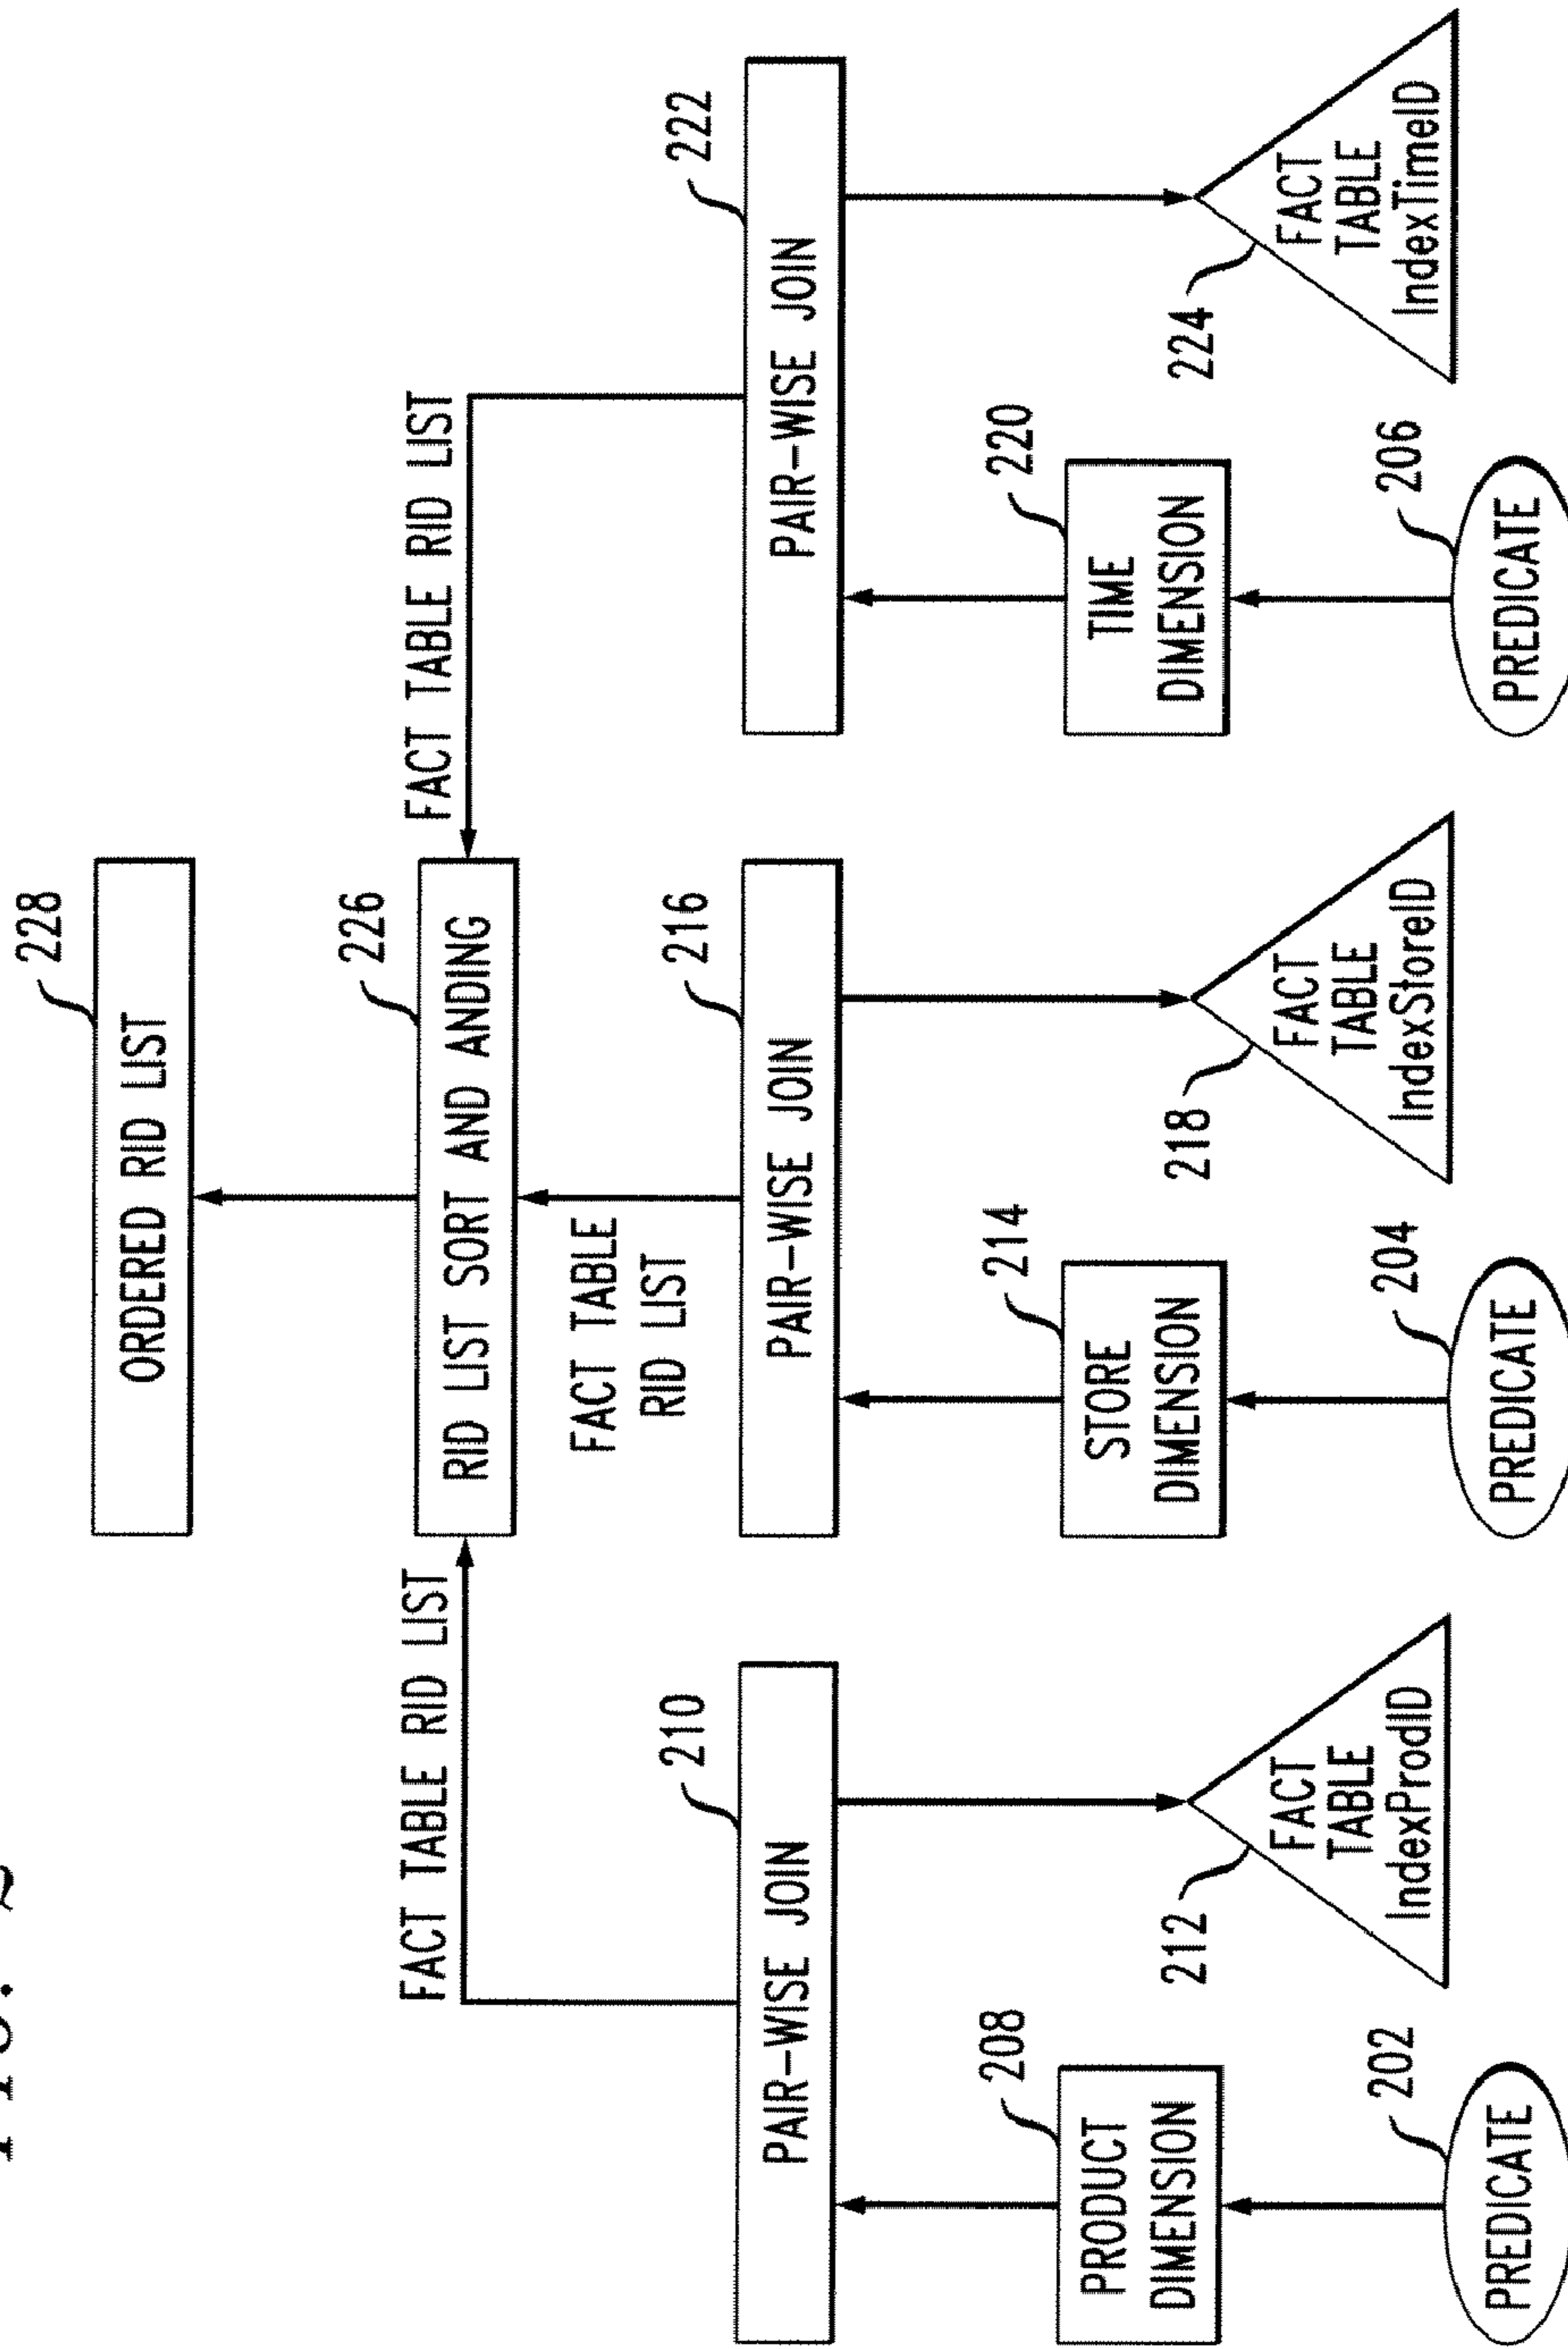 228
ORDERED RID LIST
226
RID LIST SORT AND ANDING
FACT TABLE RID LIST
FACT TABLE
RID LIST
FACT TABLE RID LIST
210
PAIR-WISE JOIN
216
PAIR-WISE JOIN
222
PAIR-WISE JOIN
208
PRODUCT
DIMENSION
212
FACT
TABLE
IndexProdID
214
STORE
DIMENSION
218
FACT
TABLE
IndexStoreID
220
TIME
DIMENSION
224
FACT
TABLE
IndexTimeID
202
PREDICATE
204
PREDICATE
206
PREDICATE